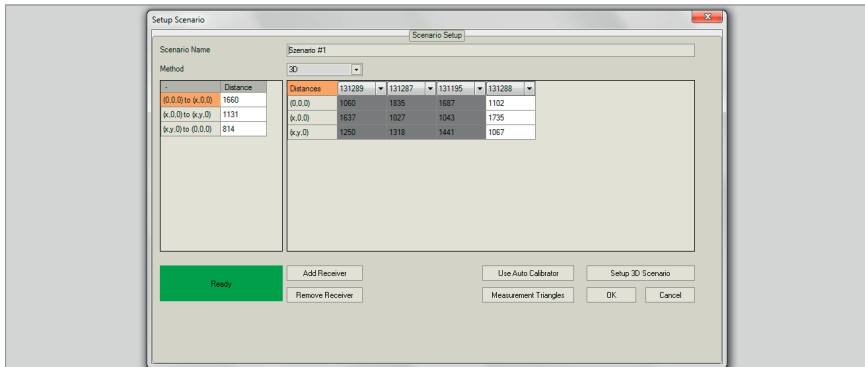 Setup Scenario
Scenario Setup
Scenario Name
Szenario #1
Method
3D
- Distance
(0,0,0) to (x,0,0) 1660
(x,0,0) to (x,y,0) 1131
(x,y,0) to (0,0,0) 814
Distances 131289 131287 131195 131288
(0,0,0) 1060 1835 1687 1102
(x,0,0) 1637 1027 1043 1735
(x,y,0) 1250 1318 1441 1067
Ready
Add Receiver
Use Auto Calibrator
Setup 3D Scenario
Remove Receiver
Measurement Triangles
OK
Cancel